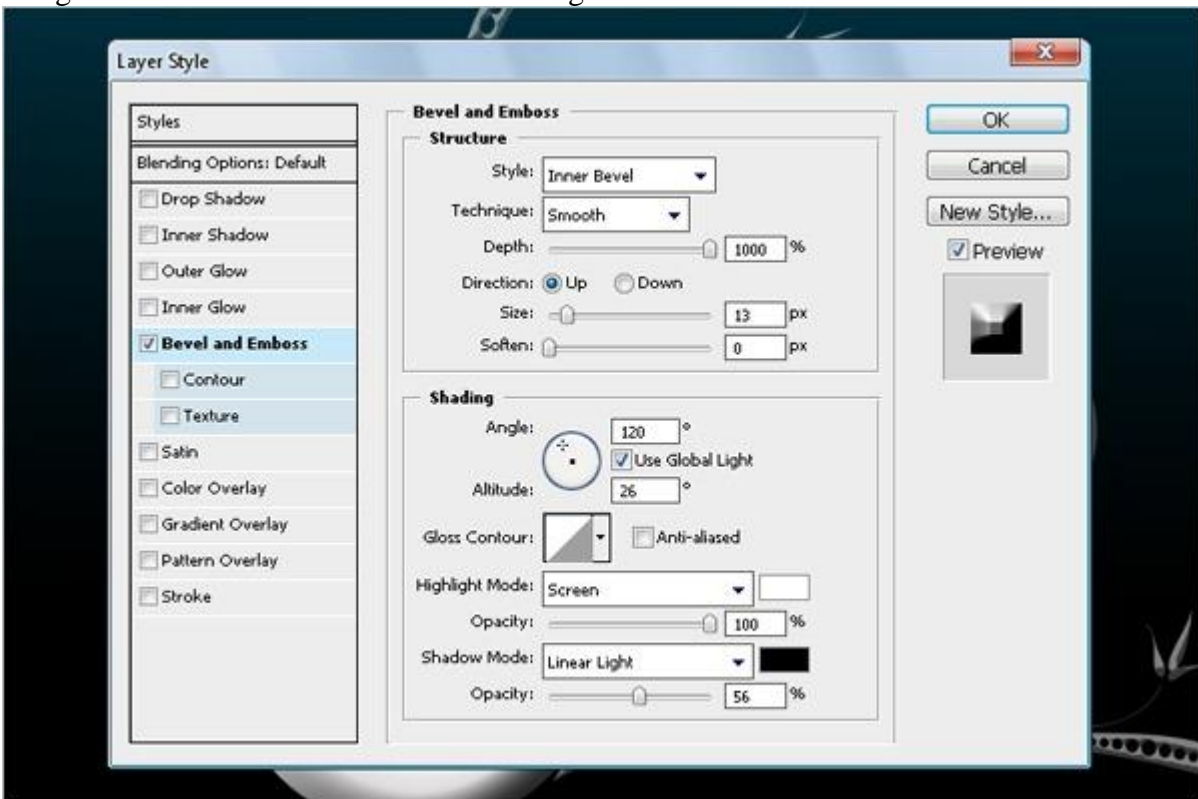 Layer Style
Styles
Blending Options: Default
Drop Shadow
Inner Shadow
Outer Glow
Inner Glow
Bevel and Emboss
Contour
Texture
Satin
Color Overlay
Gradient Overlay
Pattern Overlay
Stroke
Bevel and Emboss
Structure
Style: Inner Bevel
Technique: Smooth
Depth: 1000 %
Direction: Up Down
Size: 13 px
Soften: 0 px
Shading
Angle: 120 °
Use Global Light
Altitude: 26 °
Gloss Contour: Anti-aliased
Highlight Mode: Screen
Opacity: 100 %
Shadow Mode: Linear Light
Opacity: 56 %
OK
Cancel
New Style...
Preview